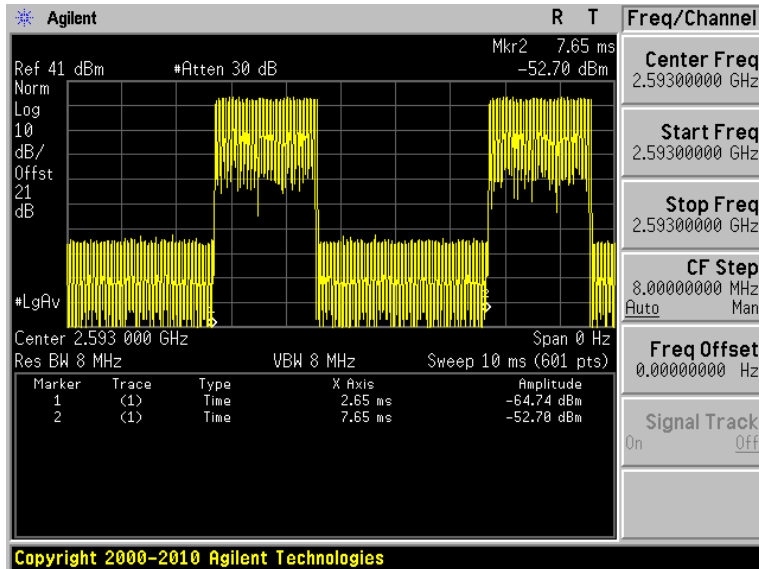 Agilent R T
Mkr2 7.65 ms
Ref 41 dBm #Atten 30 dB -52.70 dBm
Norm
Log
10
dB/
Offst
21
dB
#LgAv
Center 2.593 000 GHz Span 0 Hz
Res BW 8 MHz VBW 8 MHz Sweep 10 ms (601 pts)
Marker Trace Type X Axis Amplitude
1 (1) Time 2.65 ms -64.74 dBm
2 (1) Time 7.65 ms -52.70 dBm
Copyright 2000-2010 Agilent Technologies
Freq/Channel
Center Freq
2.59300000 GHz
Start Freq
2.59300000 GHz
Stop Freq
2.59300000 GHz
CF Step
8.00000000 MHz
Auto Man
Freq Offset
0.00000000 Hz
Signal Track
On Off